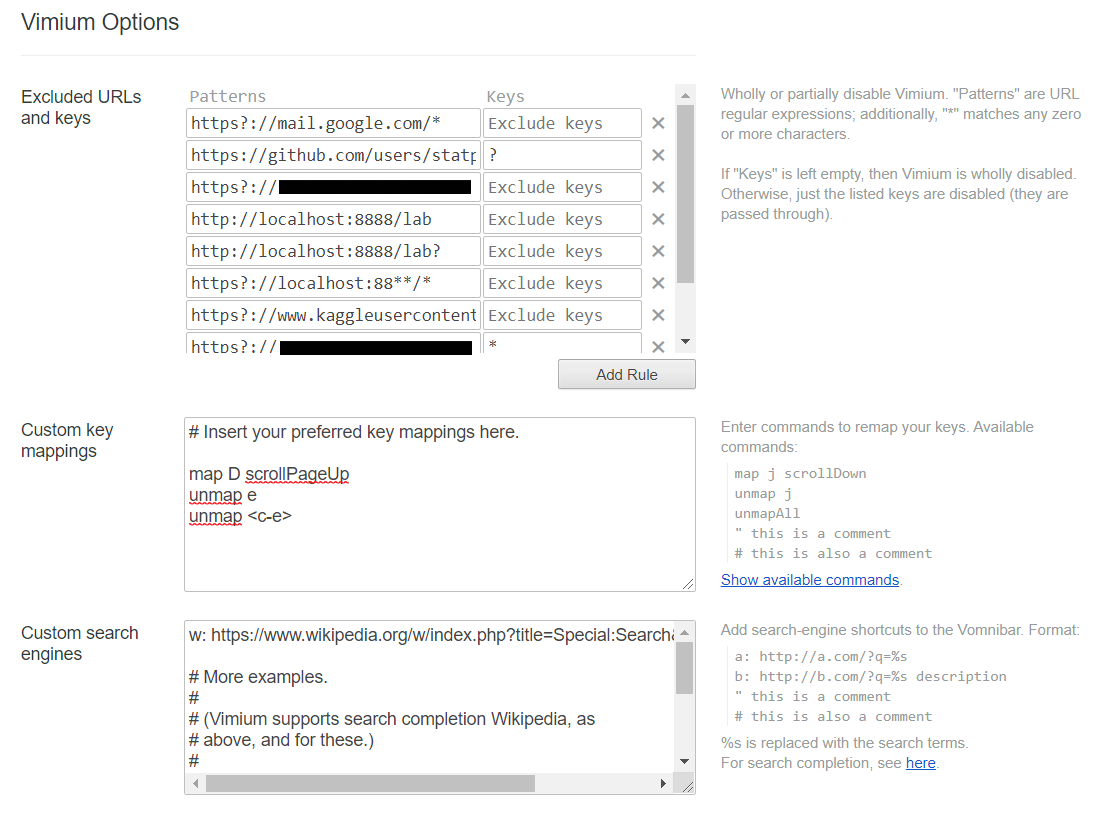 Vimium Options
Excluded URLs
and keys
Patterns Keys
https?://mail.google.com/* Exclude keys
https://github.com/users/statp ?
https?:// Exclude keys
http://localhost:8888/lab Exclude keys
http://localhost:8888/lab? Exclude keys
https?://localhost:88**/* Exclude keys
https?://www.kaggleusercontent Exclude keys
https?:// *
Add Rule
Wholly or partially disable Vimium. "Patterns" are URL
regular expressions; additionally, "*" matches any zero
or more characters.
If "Keys" is left empty, then Vimium is wholly disabled.
Otherwise, just the listed keys are disabled (they are
passed through).
Custom key
mappings
# Insert your preferred key mappings here.
map D scrollPageUp
unmap e
unmap <c-e>
Enter commands to remap your keys. Available
commands:
map j scrollDown
unmap j
unmapAll
" this is a comment
# this is also a comment
Show available commands.
Custom search
engines
w: https://www.wikipedia.org/w/index.php?title=Special:Search&
# More examples.
#
# (Vimium supports search completion Wikipedia, as
# above, and for these.)
#
Add search-engine shortcuts to the Vomnibar. Format:
a: http://a.com/?q=%s
b: http://b.com/?q=%s description
" this is a comment
# this is also a comment
%s is replaced with the search terms.
For search completion, see here.